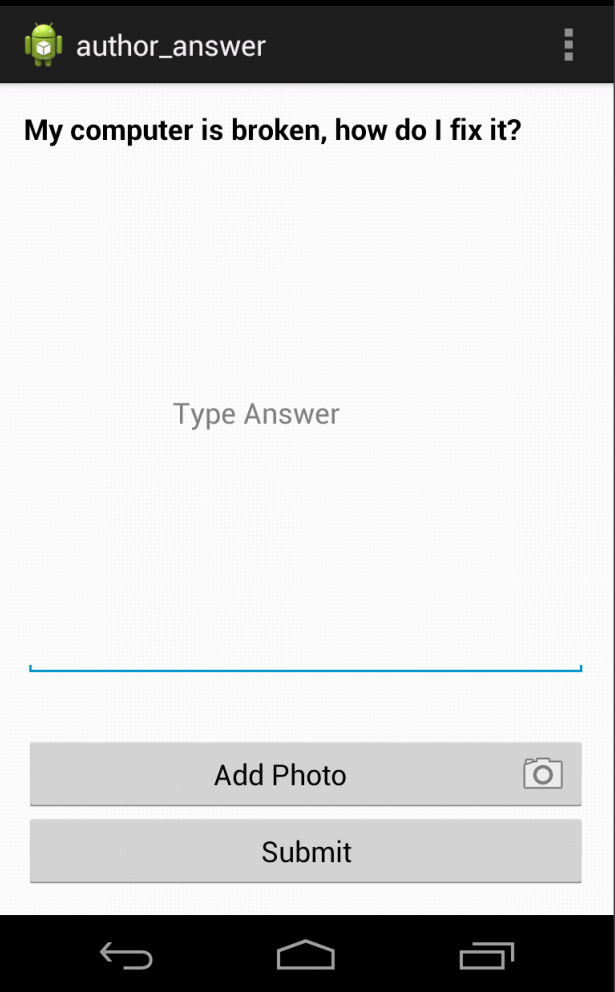 author_answer
My computer is broken, how do I fix it?
Type Answer
Add Photo
Submit